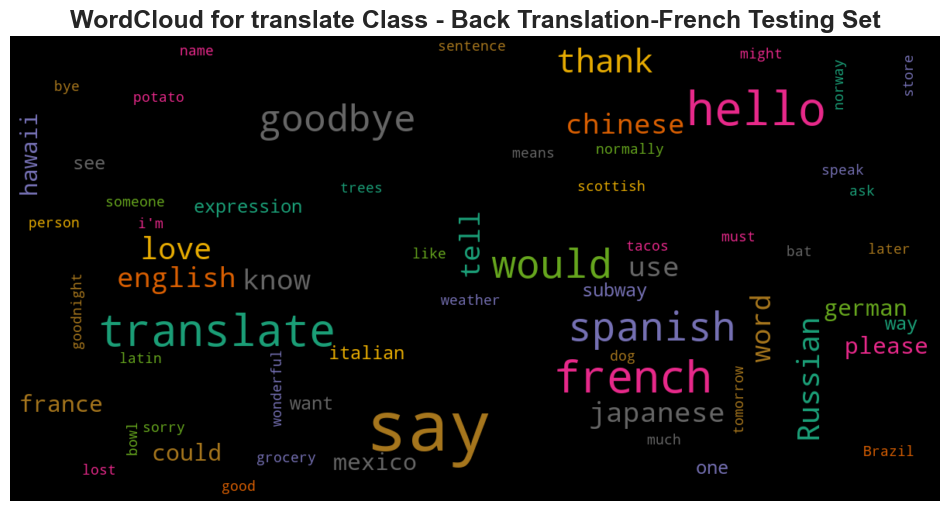 WordCloud for translate Class - Back Translation-French Testing Set
name
sentence
thank
might
norway
store
bye
potato
goodbye
hello
chinese
hawaii
see
means
normally
speak
trees
scottish
ask
someone
expression
person
i'm
tell
love
like
would
tacos
must
bat
later
english
know
use
goodnight
weather
subway
word
german
way
translate
spanish
Russian
please
latin
wonderful
italian
dog
french
tomorrow
france
want
say
japanese
bowl
sorry
much
could
grocery
mexico
one
Brazil
lost
good